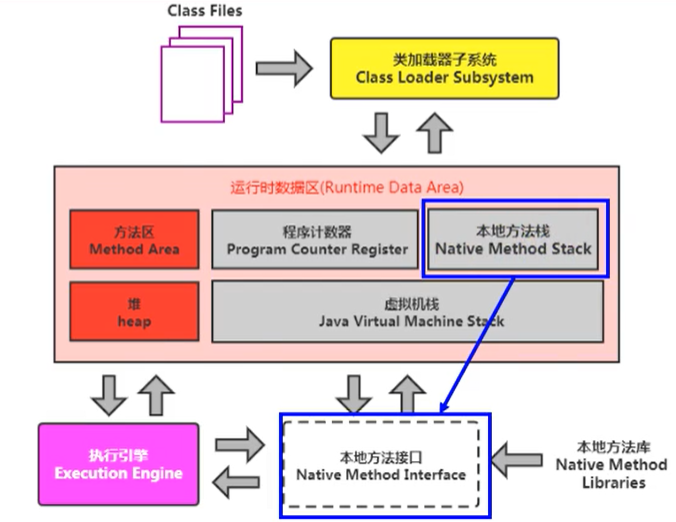 Class Files
类加载器子系统
Class Loader Subsystem
运行时数据区(Runtime Data Area)
方法区
Method Area
程序计数器
Program Counter Register
本地方法栈
Native Method Stack
堆
heap
虚拟机栈
Java Virtual Machine Stack
执行引擎
Execution Engine
本地方法接口
Native Method Interface
本地方法库
Native Method
Libraries